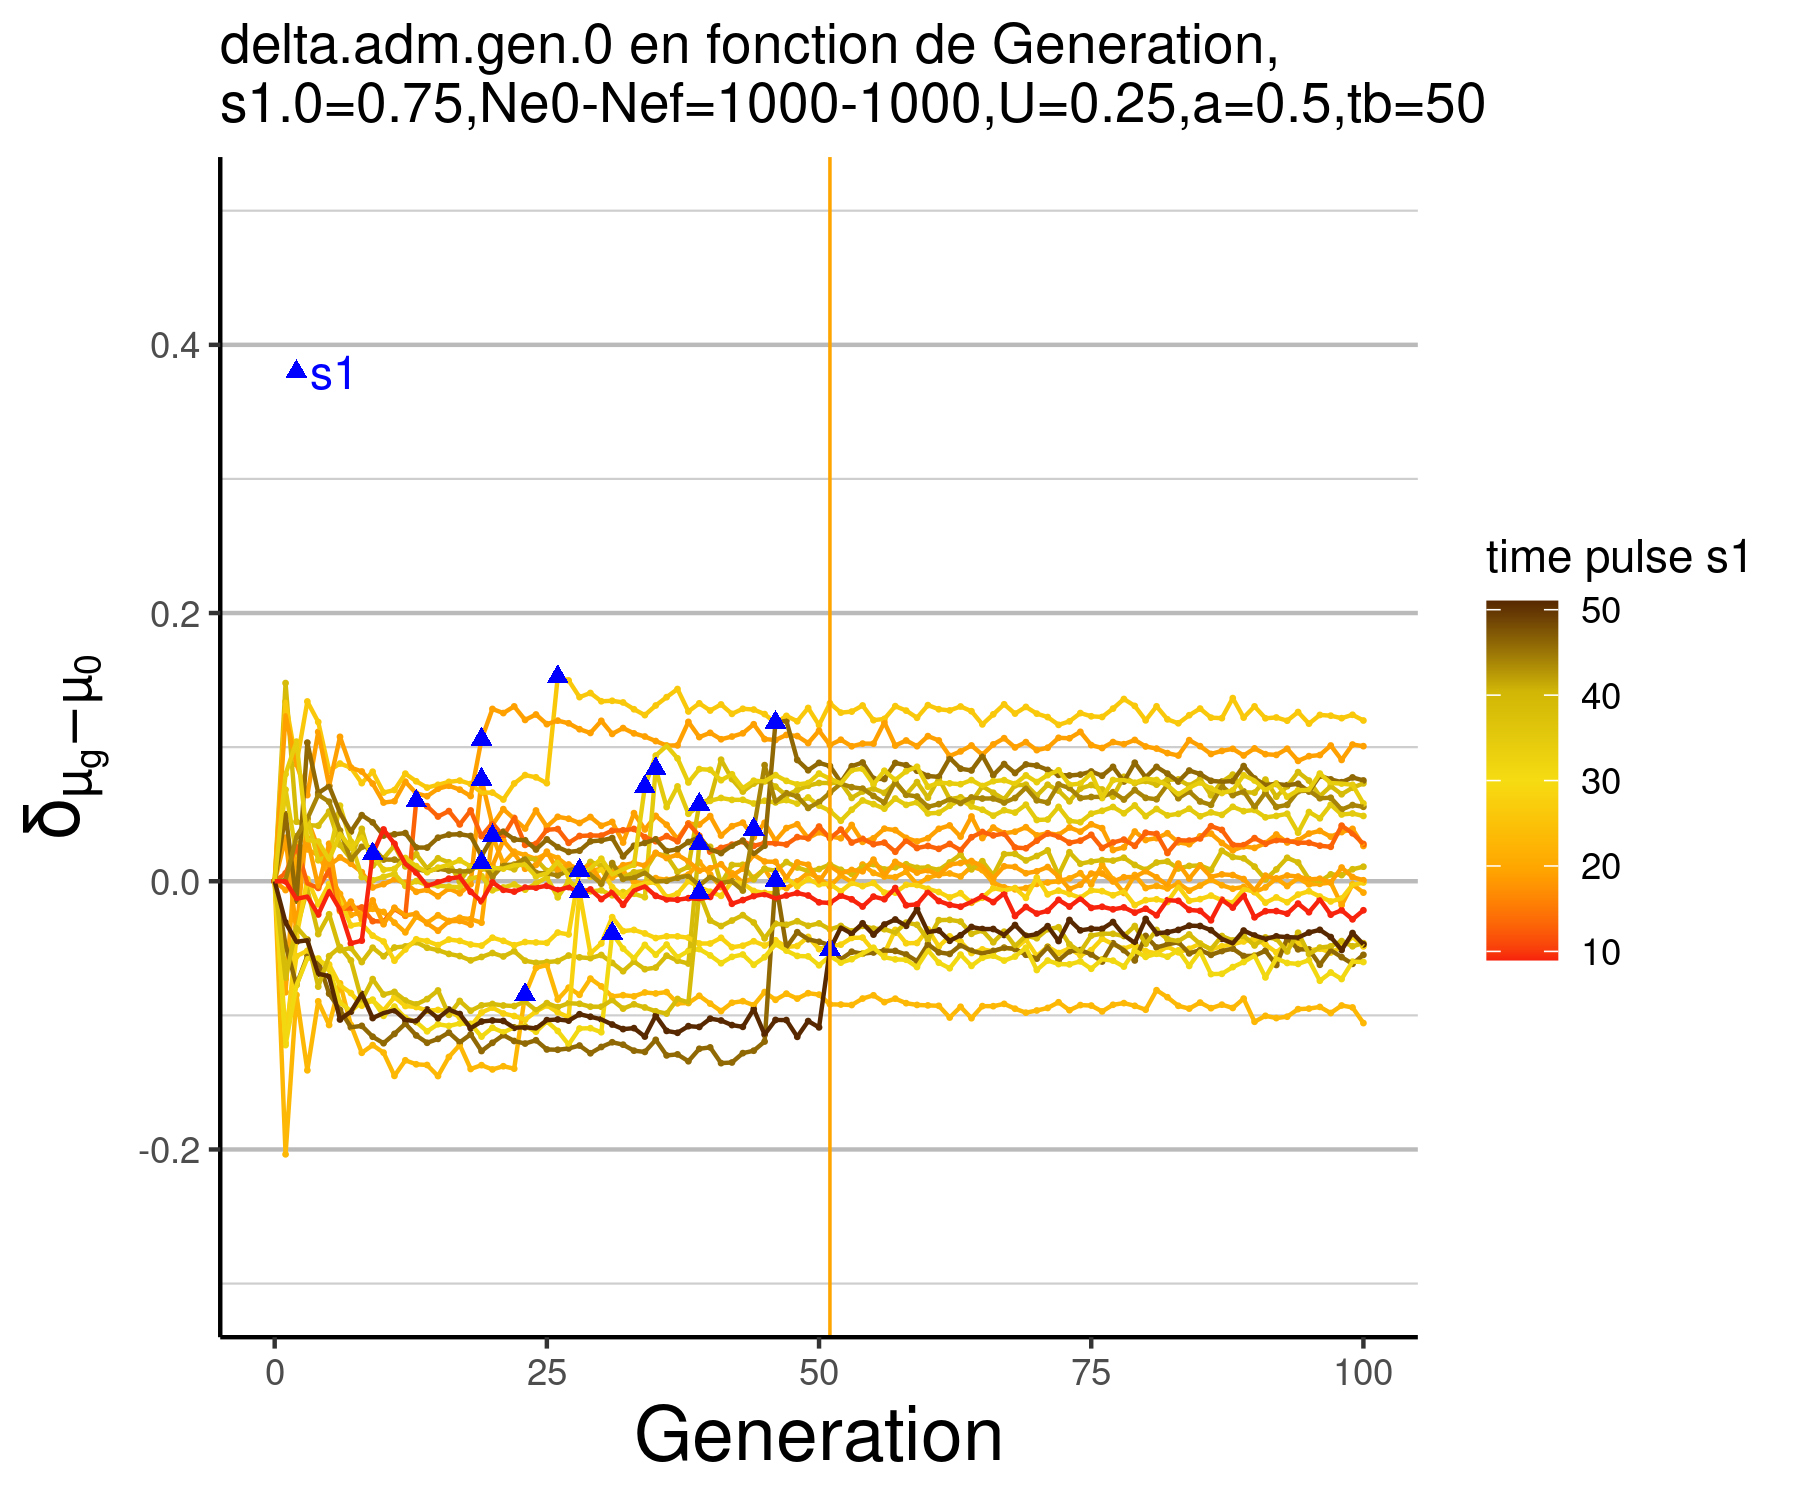 delta.adm.gen.0 en fonction de Generation,
s1.0=0.75,Ne0-Nef=1000-1000,U=0.25,a=0.5,tb=50
δμg−μ0
0.4
0.2
0.0
-0.2
s1
0 25 50 75 100
Generation
time pulse s1
50
40
30
20
10